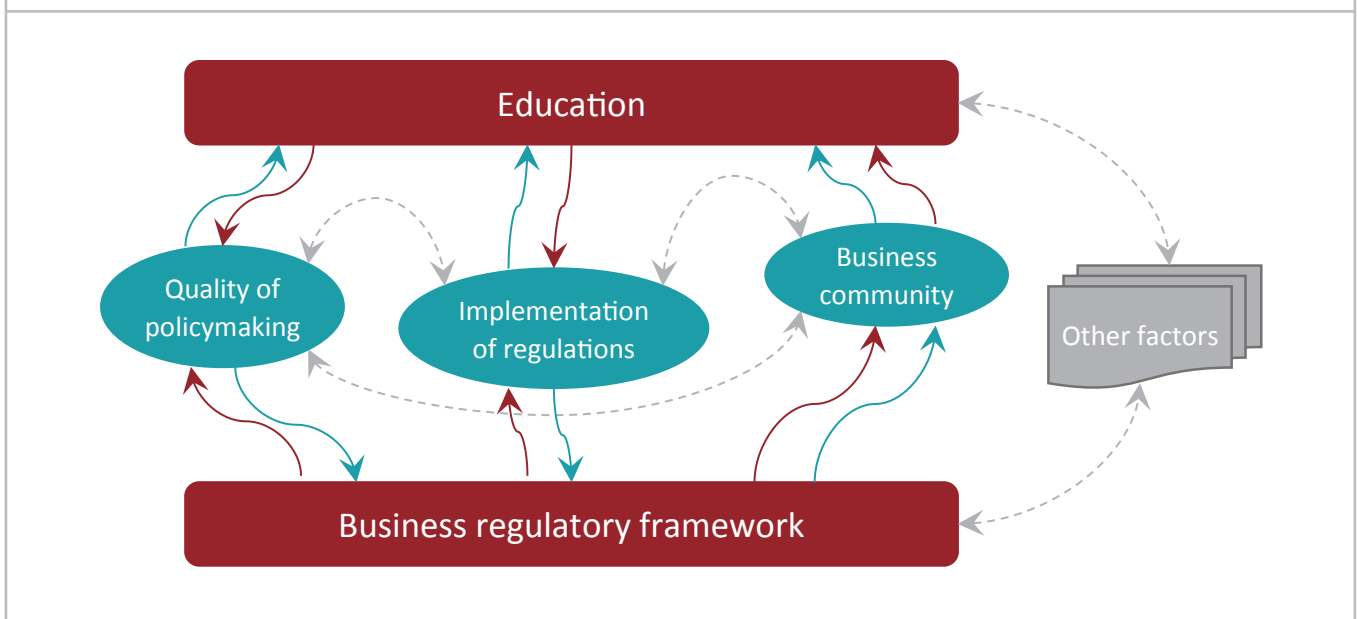 Education
Quality of
policymaking
Implementation
of regulations
Business
community
Other factors
Business regulatory framework